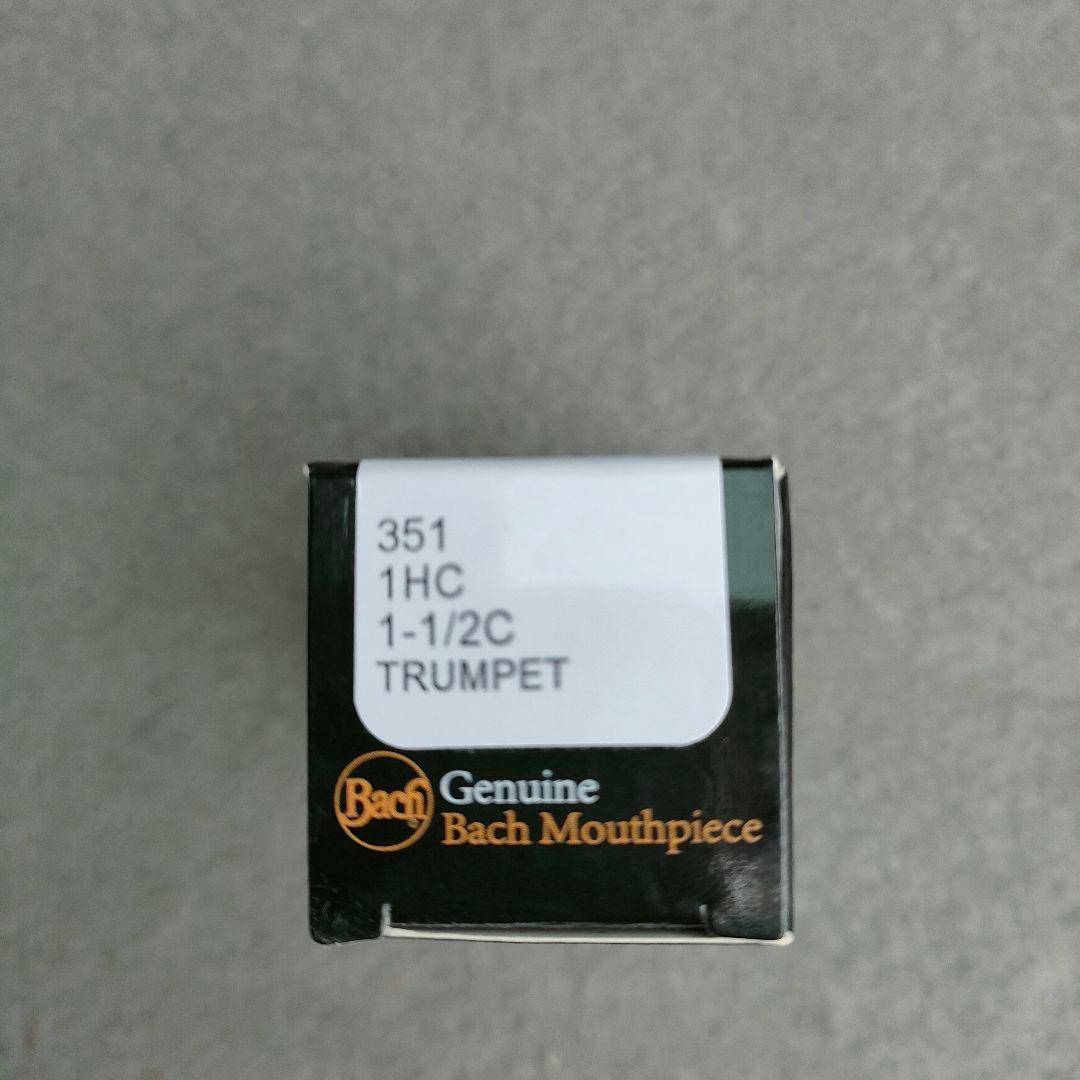 351
1HC
1-1/2C
TRUMPET
Bach
Genuine
Bach Mouthpiece